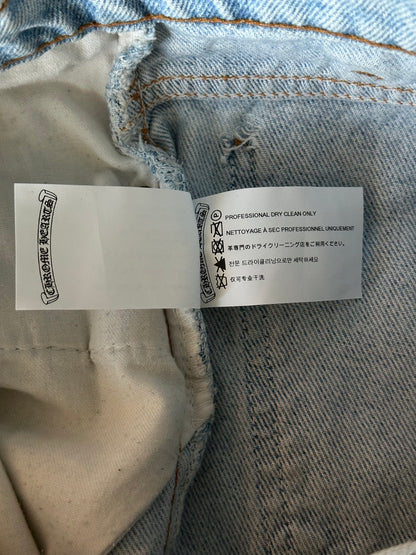 CHROME HEARTS
CHROME HEARTS
PROFESSIONAL DRY CLEAN ONLY
NETTOYAGE À SEC PROFESSIONNEL UNIQUEMENT
革専門のドライクリーニング店をご利用ください。
전문 드라이클리닝으로만 세탁하세요
仅可专业干洗